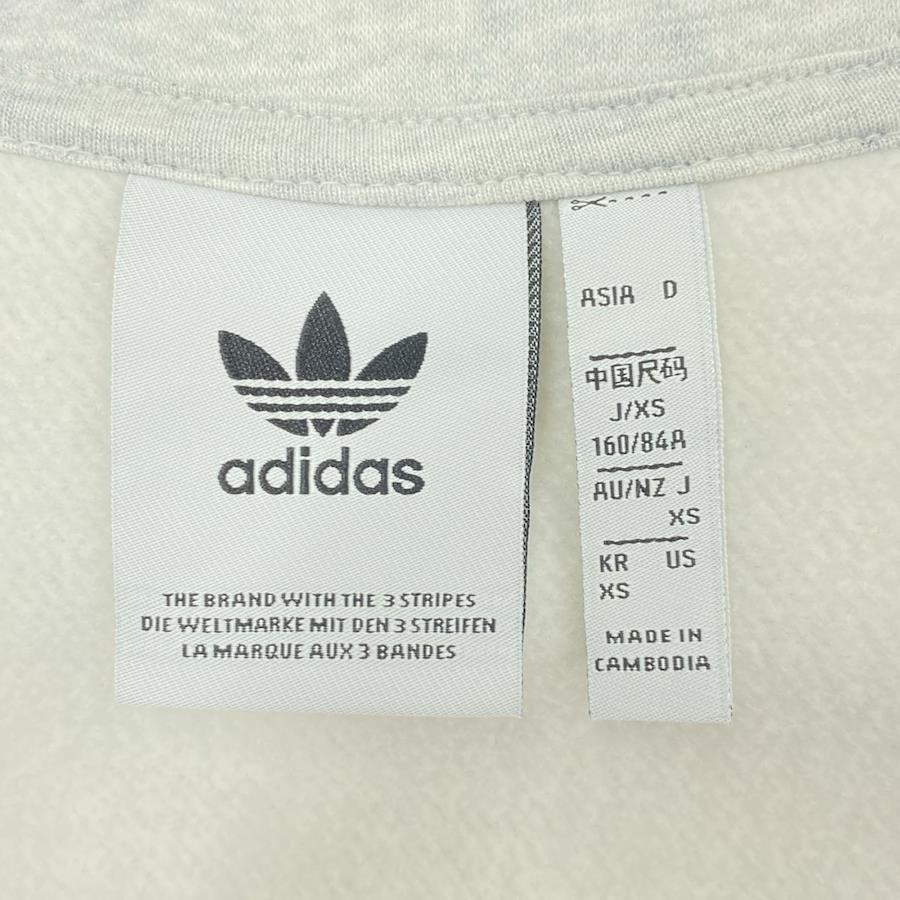 adidas
THE BRAND WITH THE 3 STRIPES
DIE WELTMARKE MIT DEN 3 STREIFEN
LA MARQUE AUX 3 BANDES
ASIA D
中国尺码
J/XS
160/84A
AU/NZ J
XS
KR US
XS
MADE IN
CAMBODIA